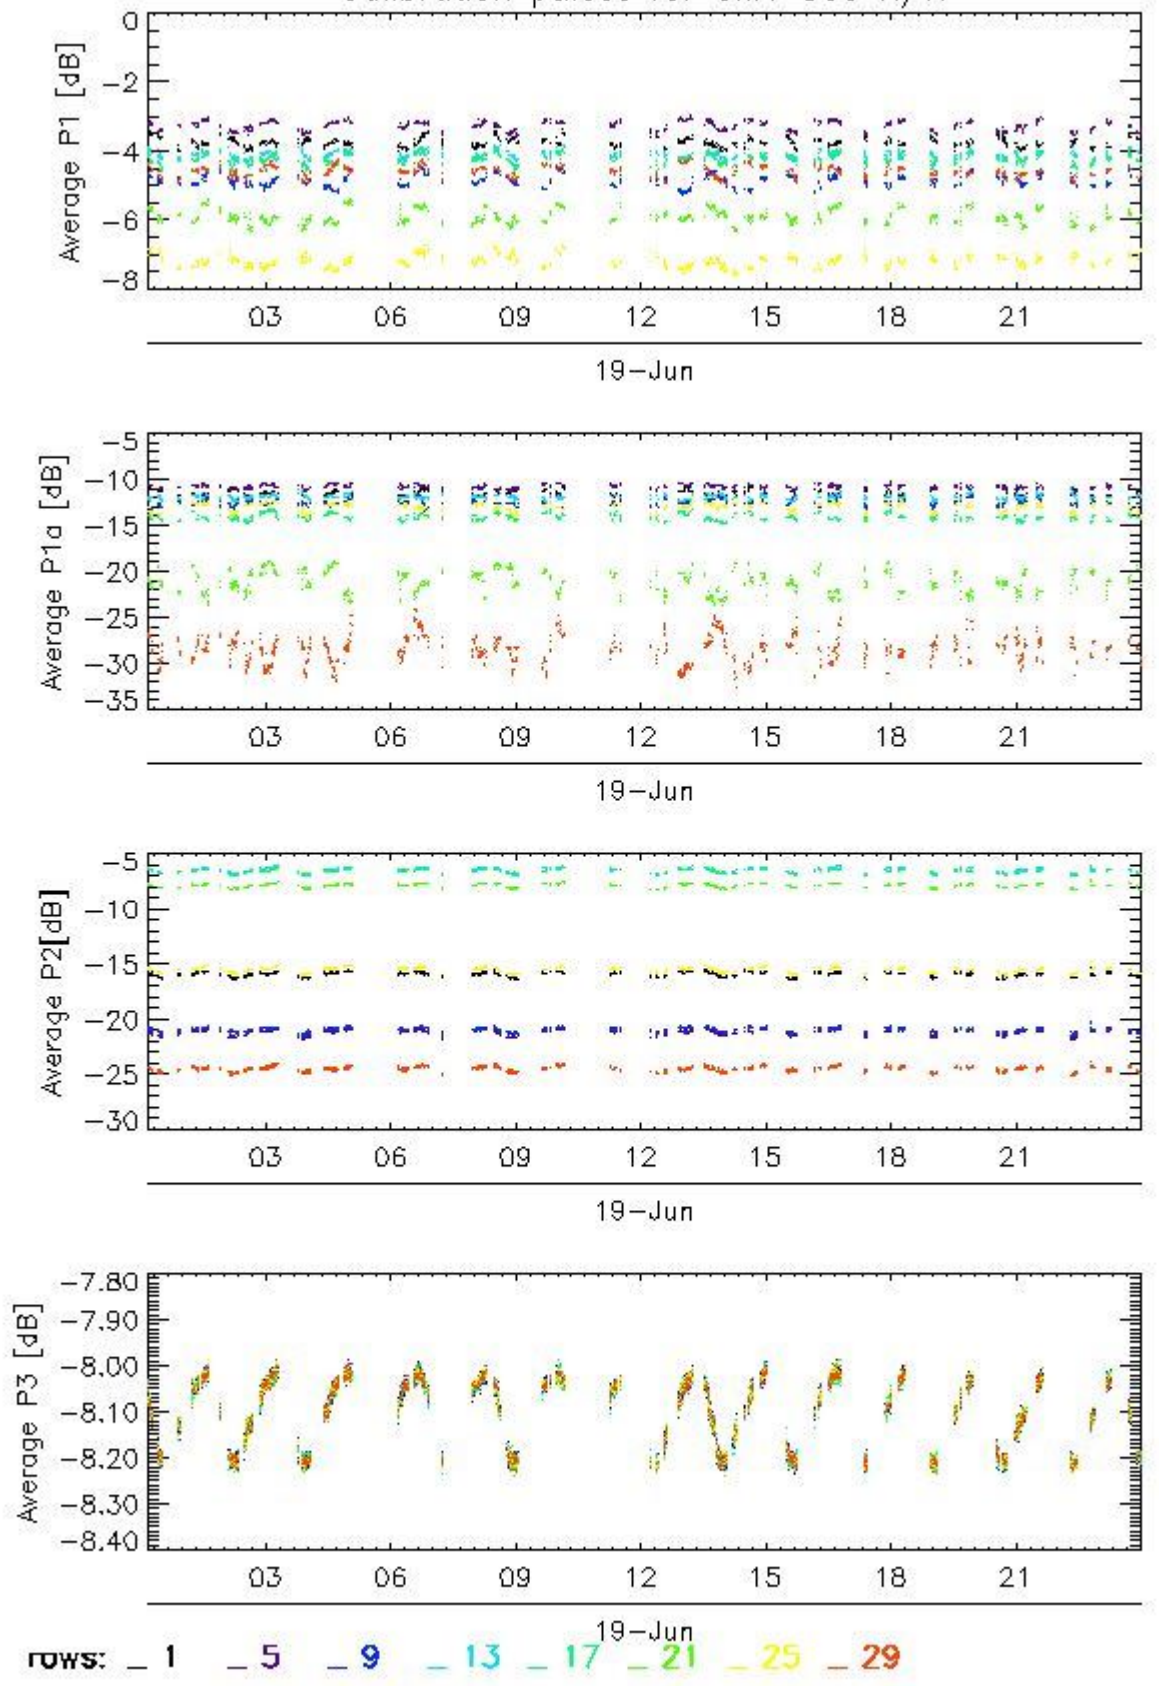 0
−2
−4
−6
−8
Average P1 [dB]
03 06 09 12 15 18 21
19−Jun
−5
−10
−15
−20
−25
−30
−35
Average P1a [dB]
03 06 09 12 15 18 21
19−Jun
−5
−10
−15
−20
−25
−30
Average P2[dB]
03 06 09 12 15 18 21
19−Jun
−7.80
−7.90
−8.00
−8.10
−8.20
−8.30
−8.40
Average P3 [dB]
03 06 09 12 15 18 21
19−Jun
rows: _ 1 _ 5 _ 9 _ 13 _ 17 _ 21 _ 25 _ 29